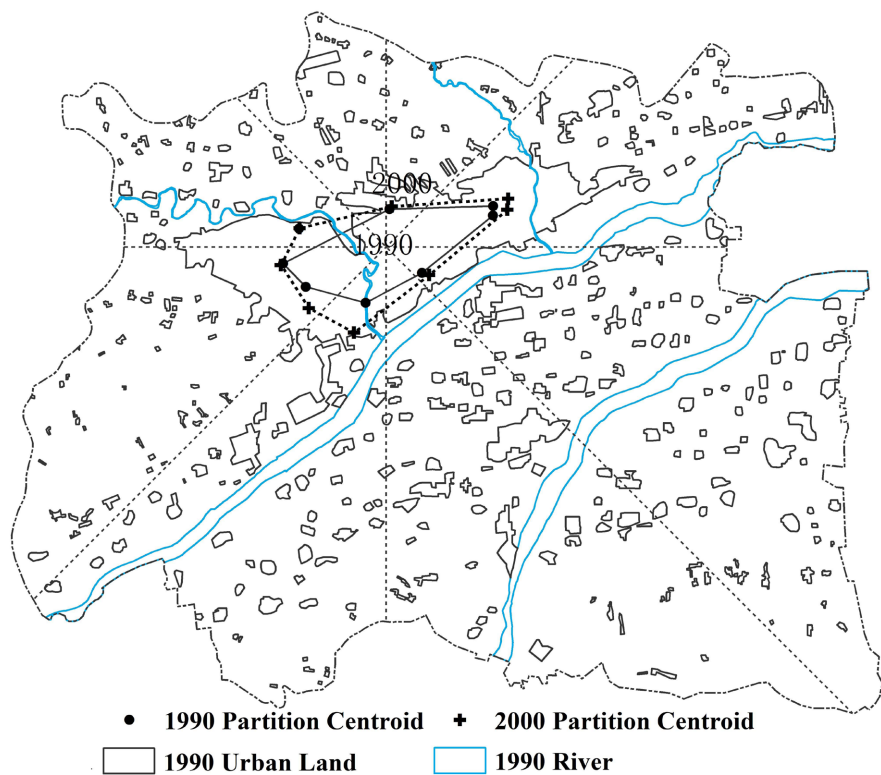 2000
1990
1990 Partition Centroid
2000 Partition Centroid
1990 Urban Land
1990 River